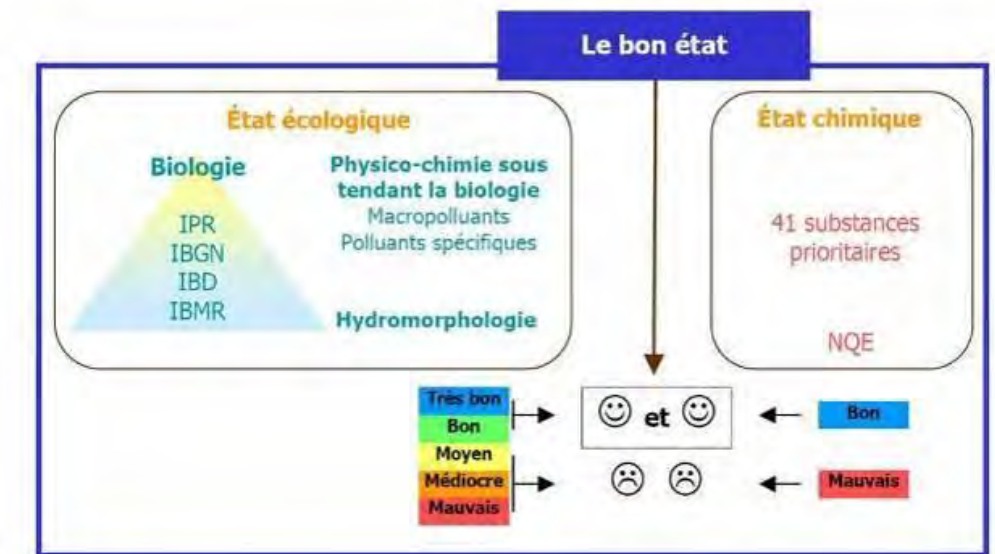 Le bon état
État écologique
Biologie
IPR
IBGN
IBD
IBMR
Physico-chimie sous
tendant la biologie
Macropolluants
Polluants spécifiques
Hydromorphologie
État chimique
41 substances
prioritaires
NQE
Très bon
Bon
Moyen
Médiocre
Mauvais
et
Bon
Mauvais